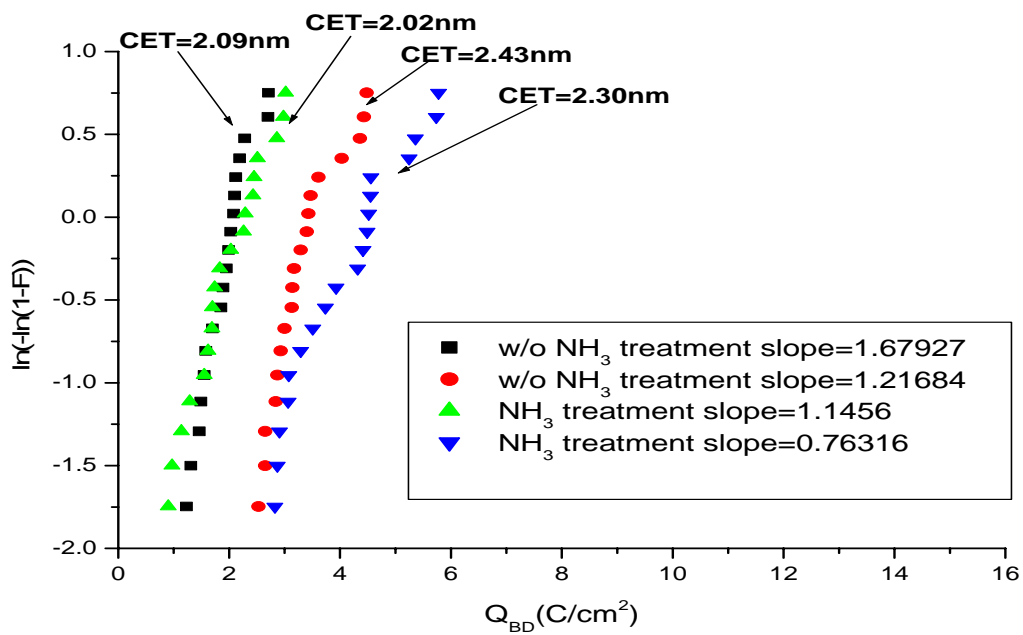 CET=2.02nm
CET=2.09nm
CET=2.43nm
CET=2.30nm
1.0
0.5
0.0
-0.5
-1.0
-1.5
-2.0
ln(-ln(1-F))
w/o NH3 treatment slope=1.67927
w/o NH3 treatment slope=1.21684
NH3 treatment slope=1.1456
NH3 treatment slope=0.76316
0 2 4 6 8 10 12 14 16
QBD(C/cm2)